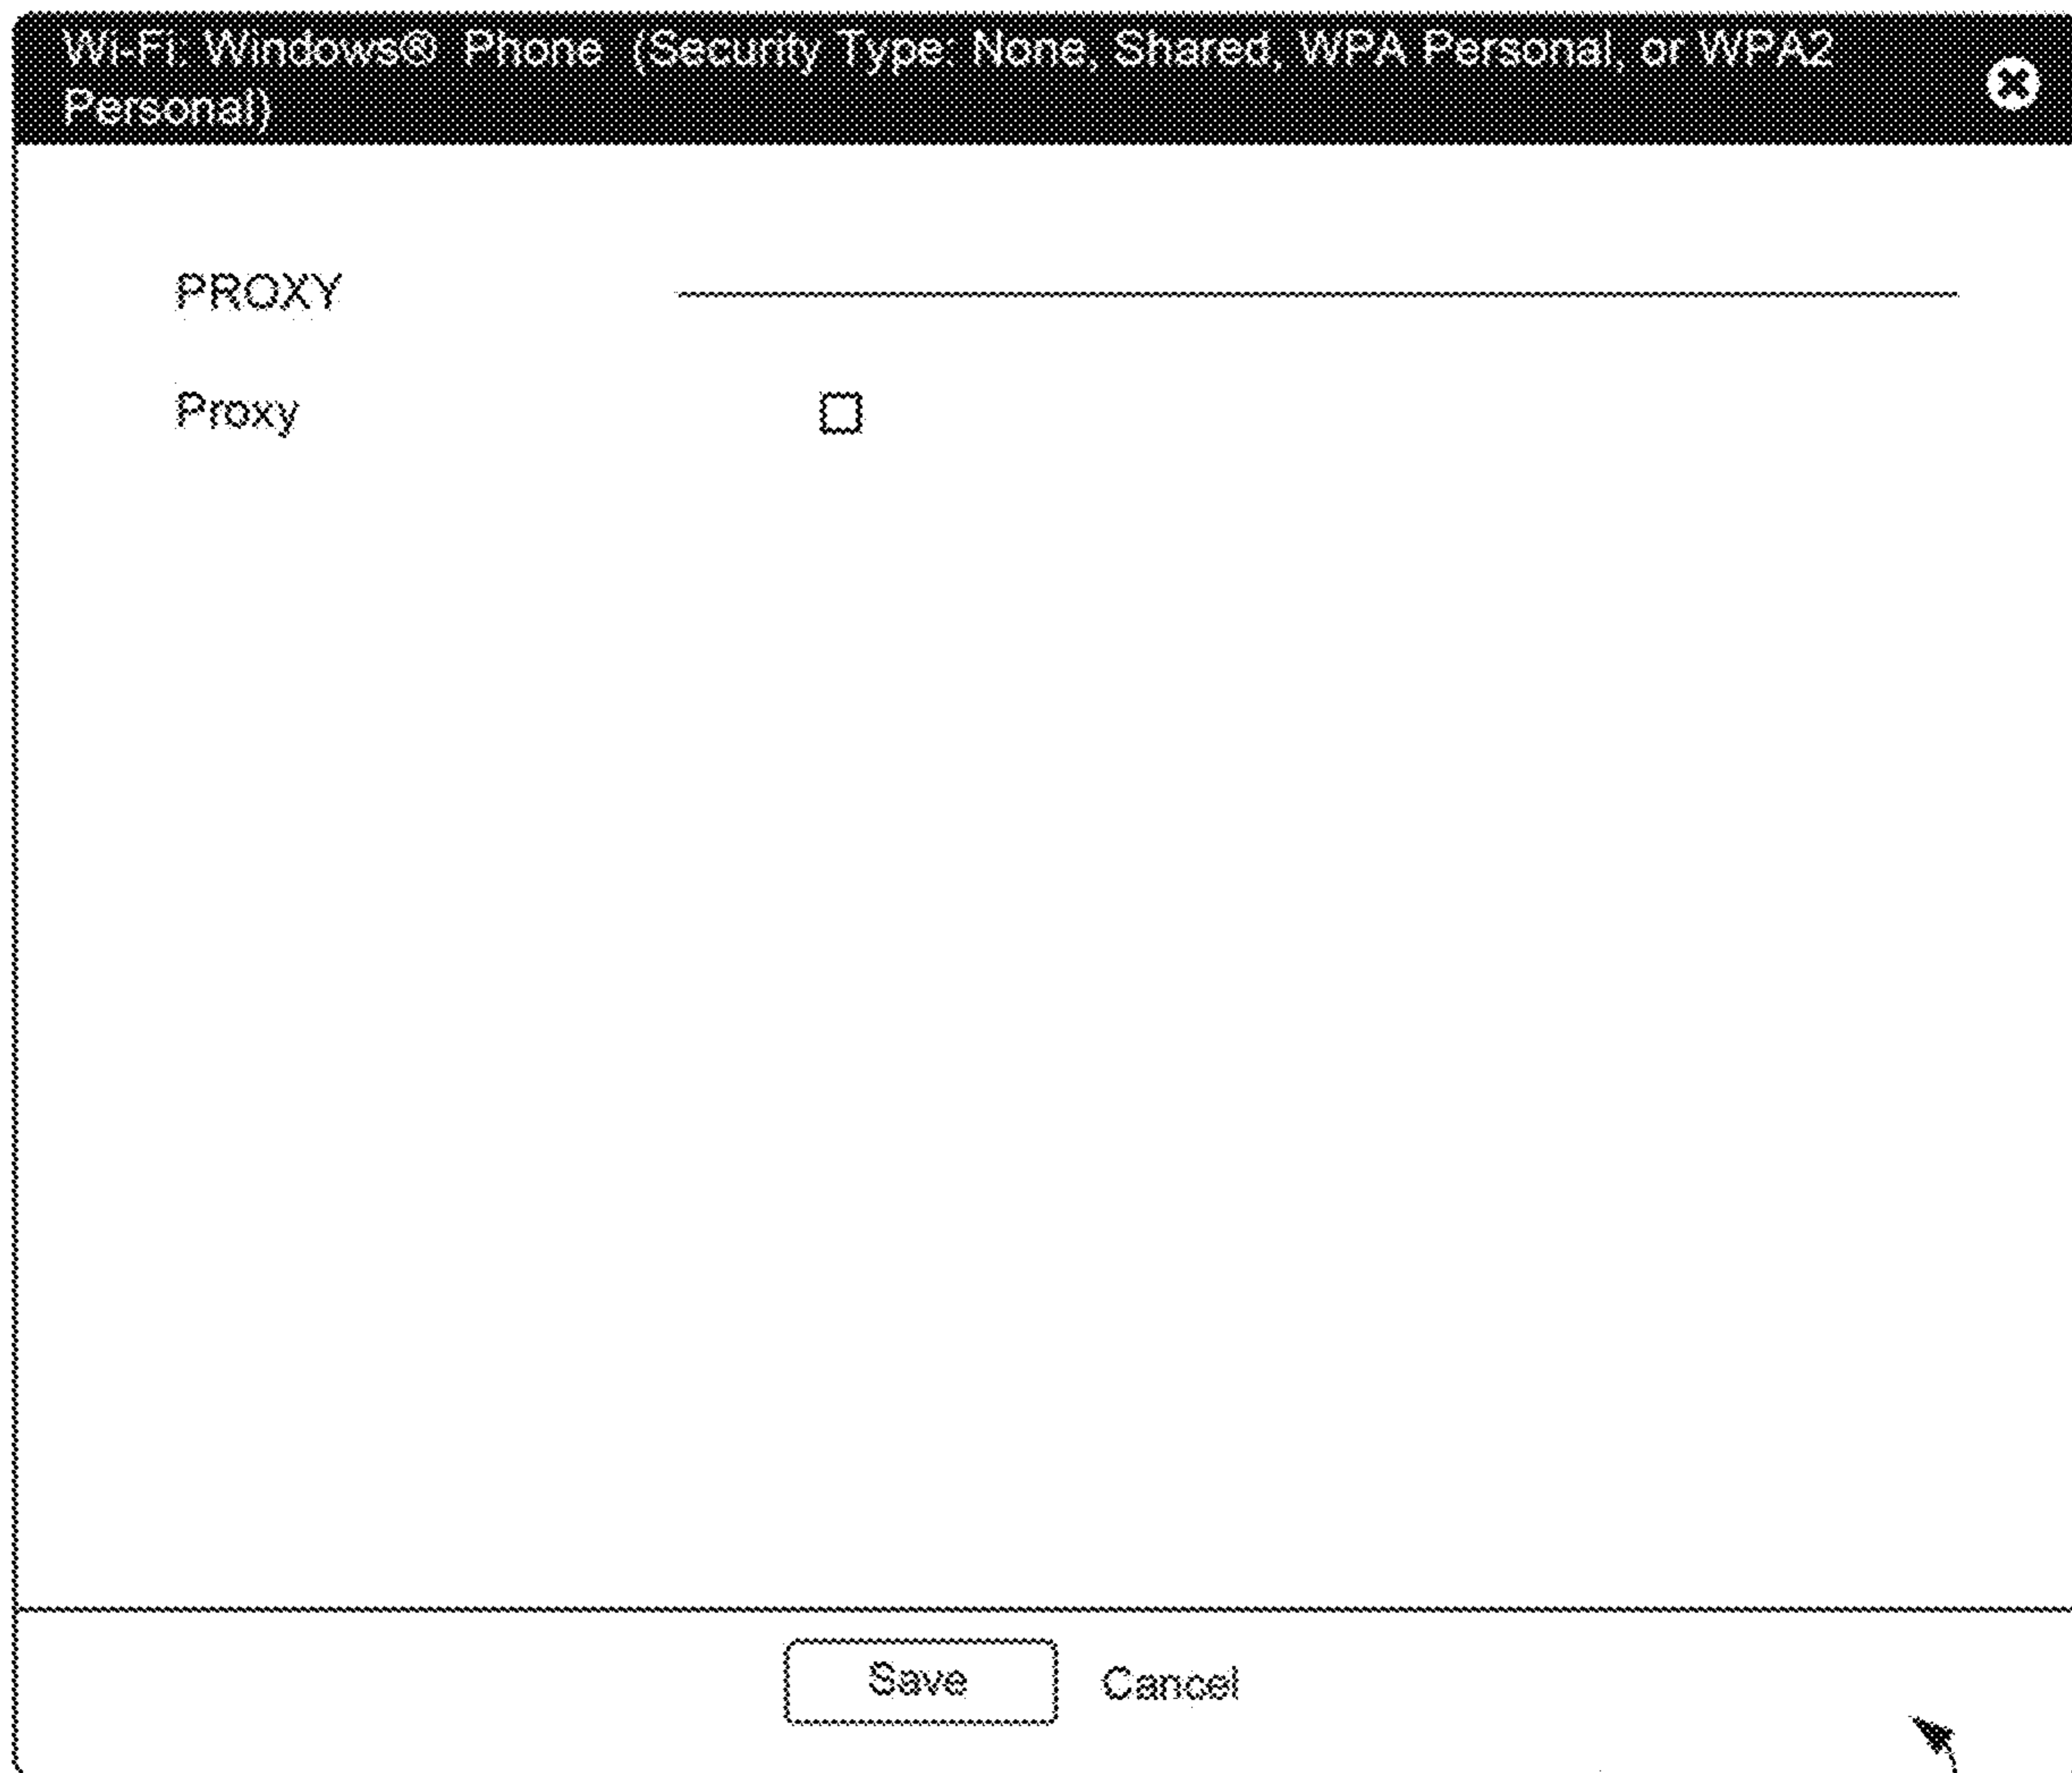 Wi-Fi: Windows® Phone (Security Type: None, Shared, WPA Personal, or WPA2
Personal)
PROXY
Proxy
Save Cancel